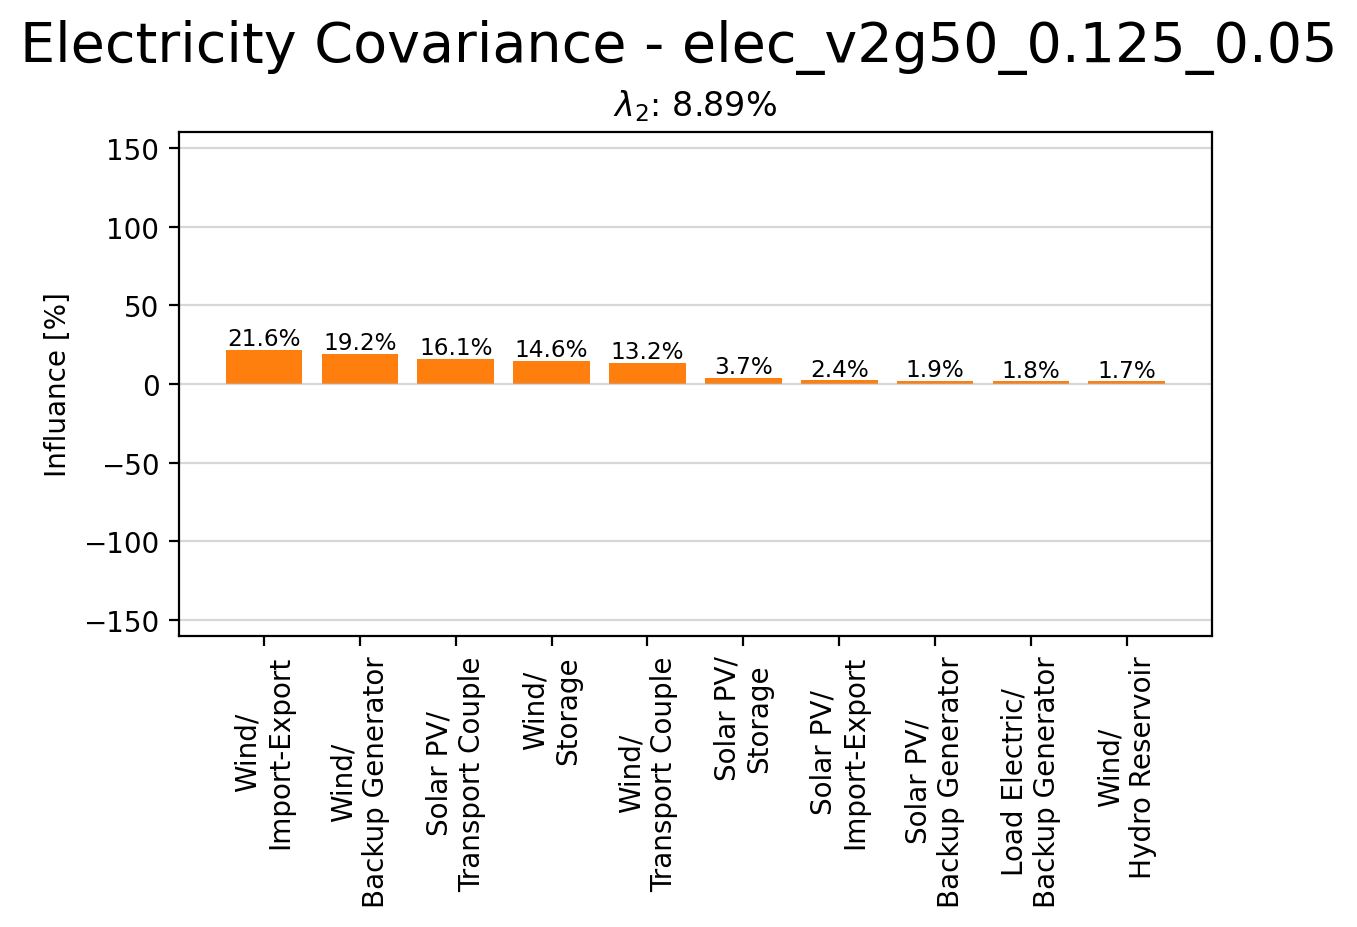 Electricity Covariance - elec_v2g50_0.125_0.05
λ₂: 8.89%
Influance [%]
150
100
50
0
−50
−100
−150
21.6%
19.2%
16.1%
14.6%
13.2%
3.7%
2.4%
1.9%
1.8%
1.7%
Wind/
Import-Export
Wind/
Backup Generator
Solar PV/
Transport Couple
Wind/
Storage
Wind/
Transport Couple
Solar PV/
Storage
Solar PV/
Import-Export
Solar PV/
Backup Generator
Load Electric/
Backup Generator
Wind/
Hydro Reservoir